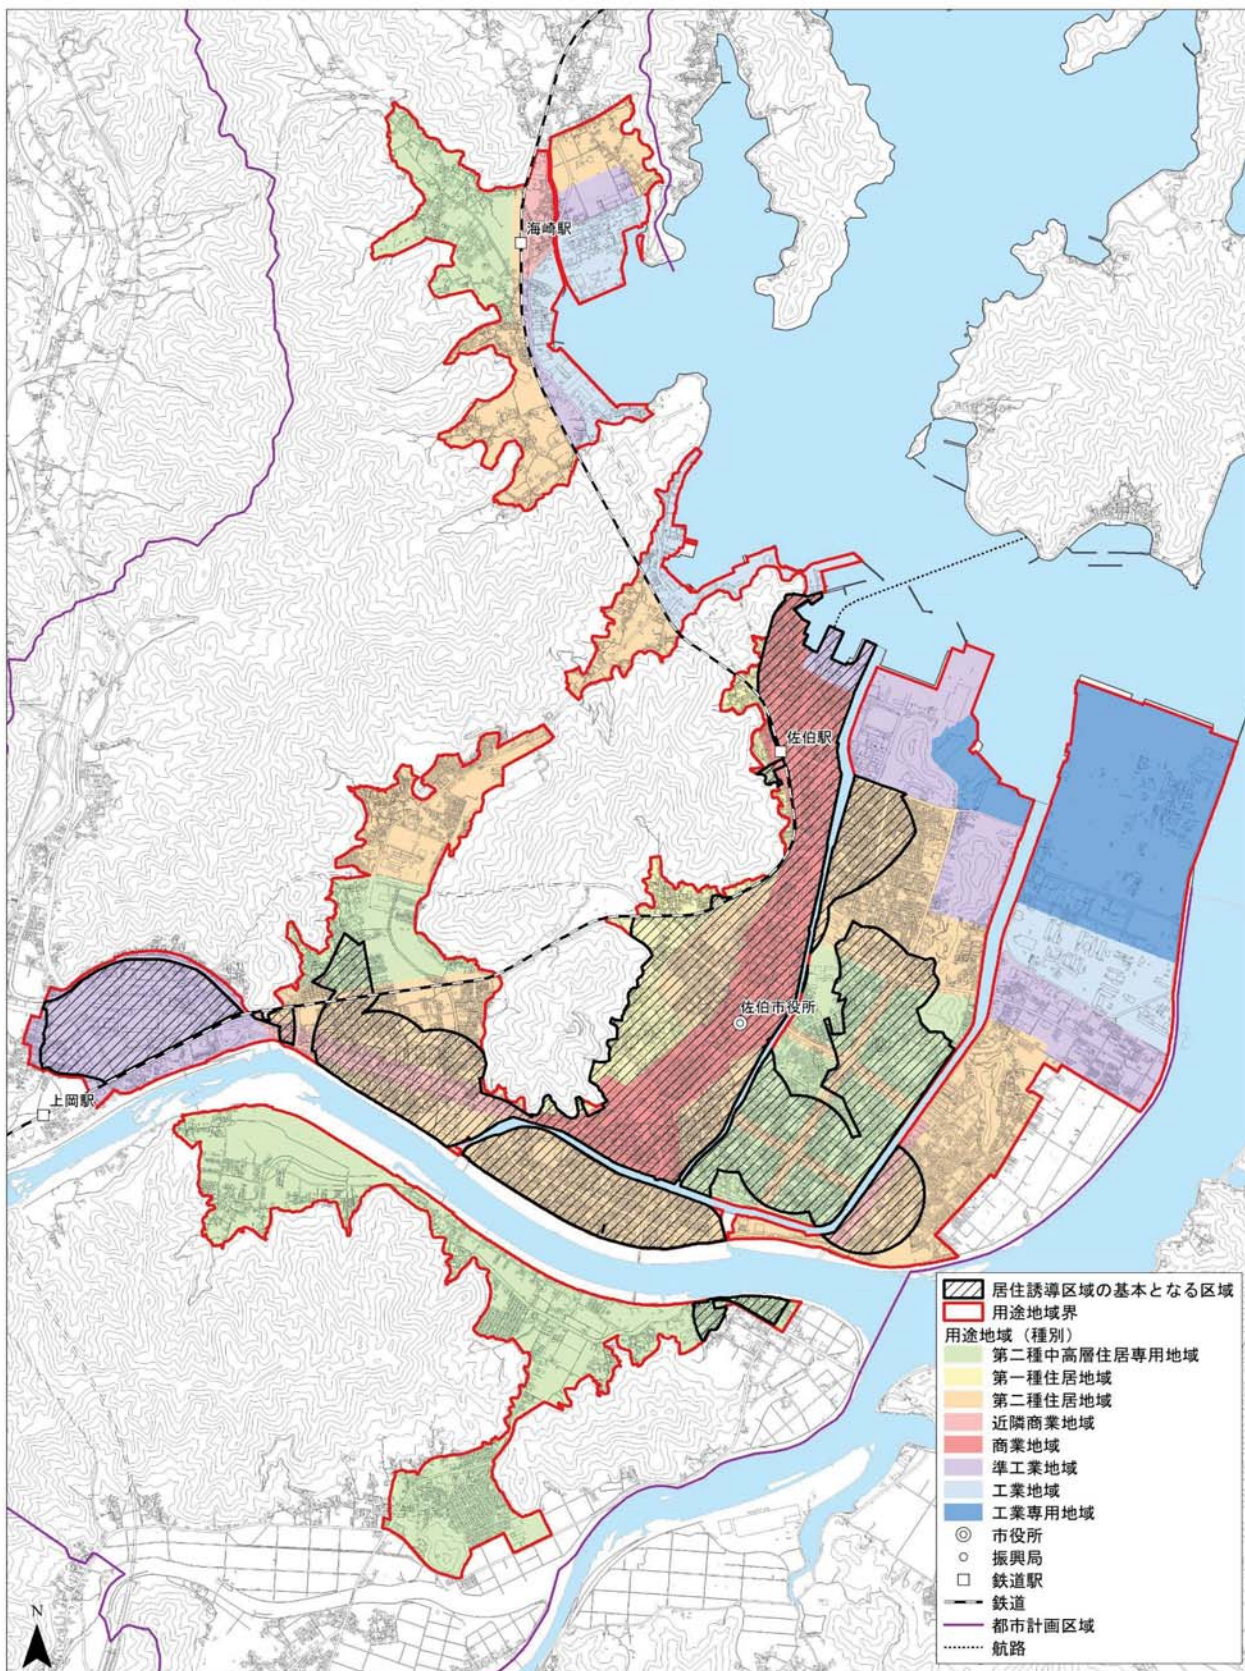 海崎駅
佐伯駅
佐伯市役所
上岡駅
居住誘導区域の基本となる区域
用途地域界
用途地域（種別）
第二種中高層住居専用地域
第一種住居地域
第二種住居地域
近隣商業地域
商業地域
準工業地域
工業地域
工業専用地域
市役所
振興局
鉄道駅
鉄道
都市計画区域
航路
N